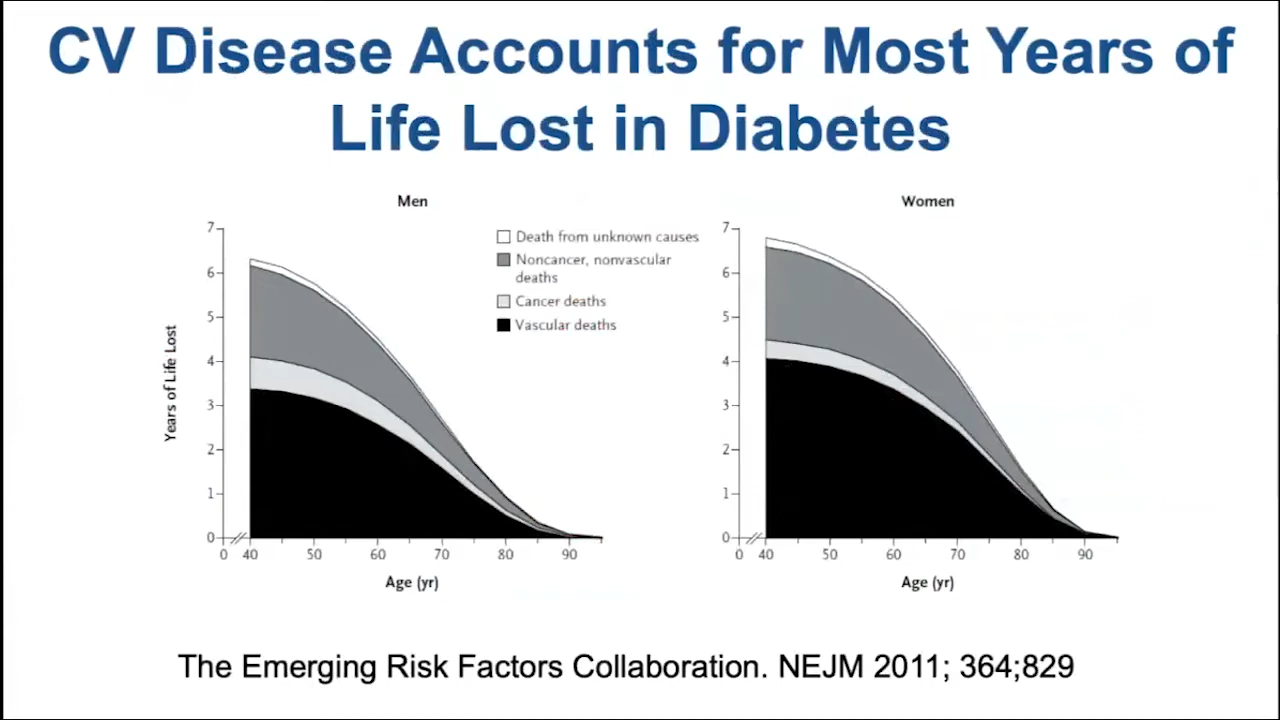 CV Disease Accounts for Most Years of
Life Lost in Diabetes
Men
Years of Life Lost
7
6
5
4
3
2
1
0
0 40 50 60 70 80 90
Age (yr)
Death from unknown causes
Noncancer, nonvascular
deaths
Cancer deaths
Vascular deaths
Women
7
6
5
4
3
2
1
0
0 40 50 60 70 80 90
Age (yr)
The Emerging Risk Factors Collaboration. NEJM 2011; 364;829